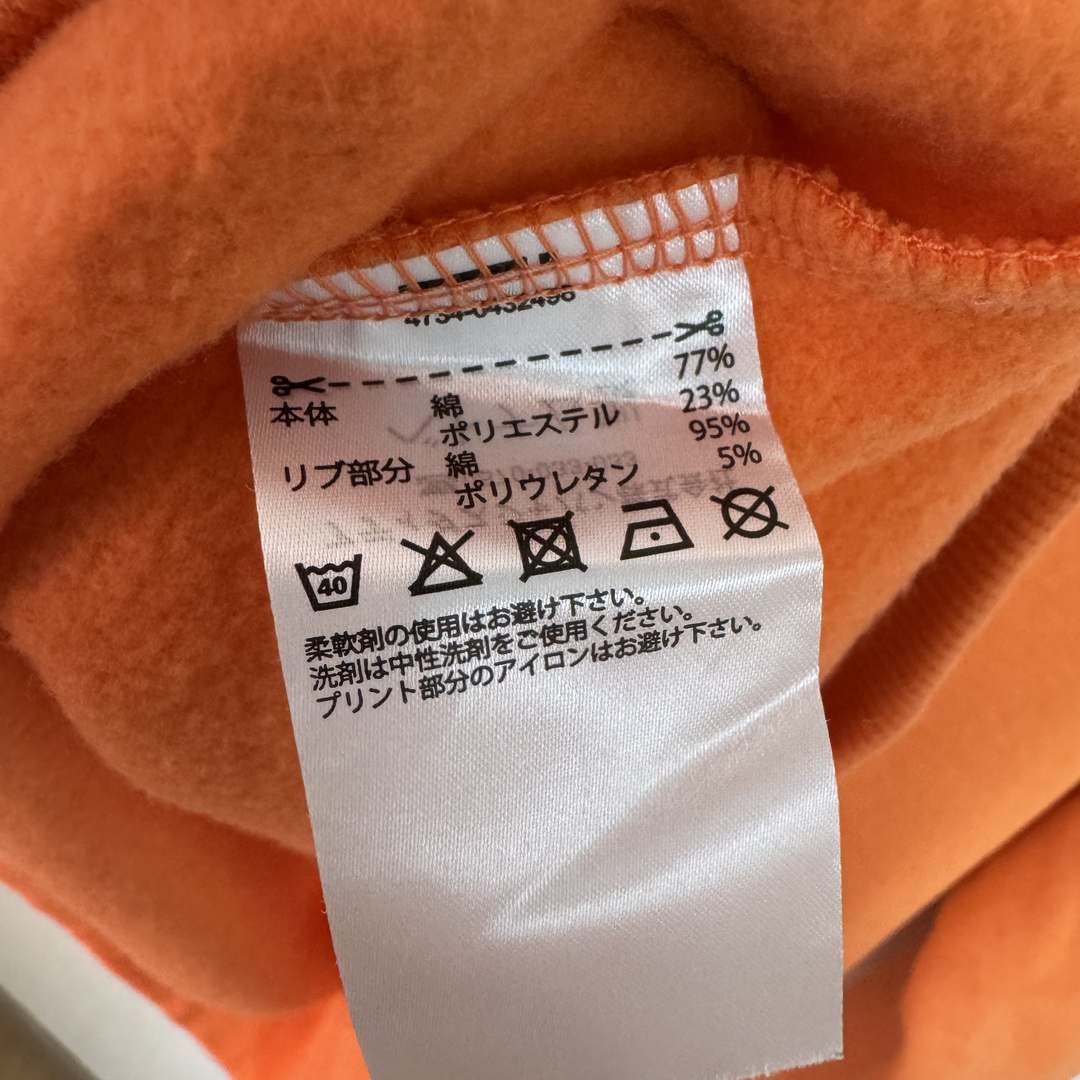 本体 綿 77%
ポリエステル 23%
リブ部分 綿 95%
ポリウレタン 5%
40
柔軟剤の使用はお避け下さい。
洗剤は中性洗剤をご使用ください。
プリント部分のアイロンはお避け下さい。